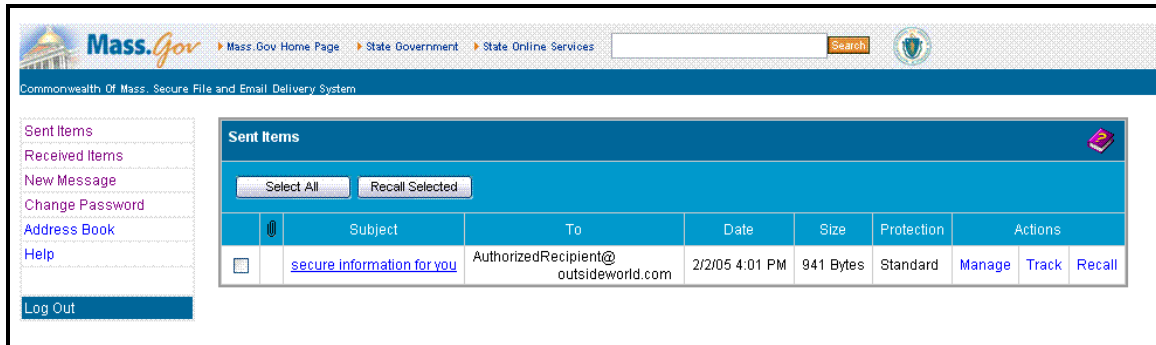 Mass.Gov Mass.Gov Home Page State Government State Online Services Search
Commonwealth Of Mass. Secure File and Email Delivery System
Sent Items
Received Items
New Message
Change Password
Address Book
Help
Log Out
Sent Items
Select All Recall Selected
Subject To Date Size Protection Actions
secure information for you AuthorizedRecipient@ 2/2/05 4:01 PM 941 Bytes Standard Manage Track Recall
outsideworld.com